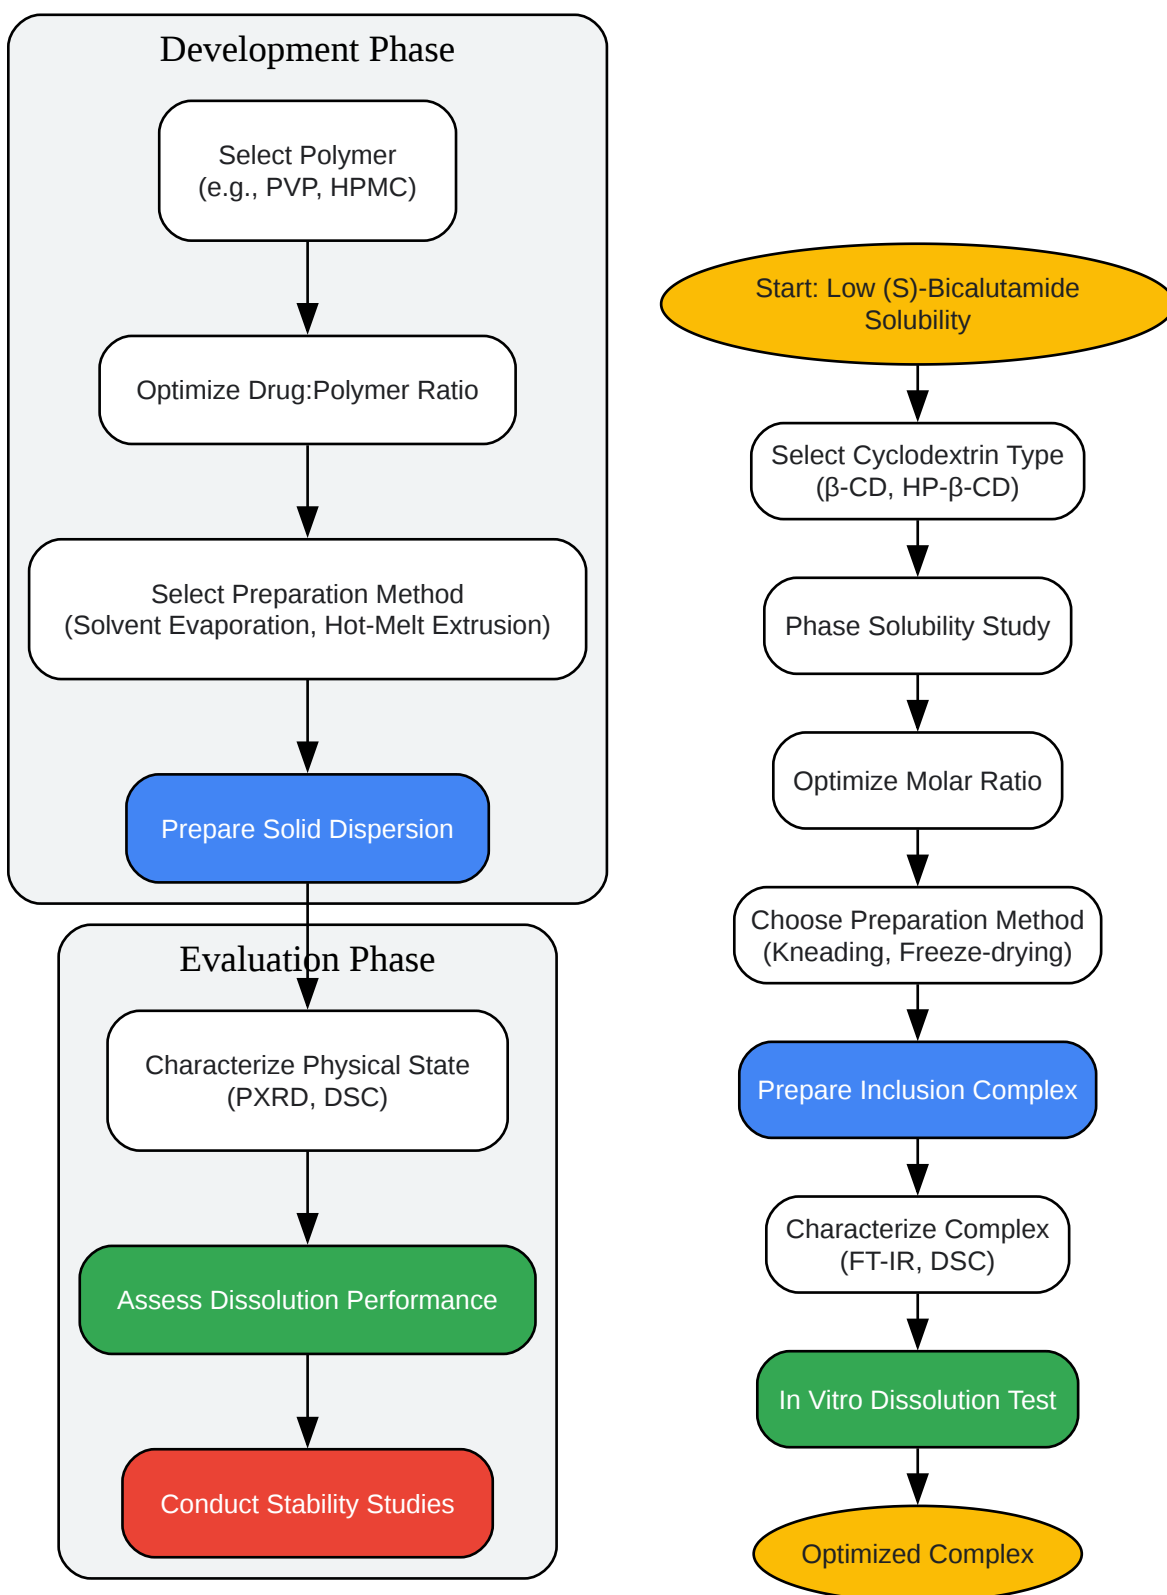 Development Phase
Select Polymer
(e.g., PVP, HPMC)
Optimize Drug:Polymer Ratio
Select Preparation Method
(Solvent Evaporation, Hot-Melt Extrusion)
Prepare Solid Dispersion
Evaluation Phase
Characterize Physical State
(PXRD, DSC)
Assess Dissolution Performance
Conduct Stability Studies
Start: Low (S)-Bicalutamide
Solubility
Select Cyclodextrin Type
(β-CD, HP-β-CD)
Phase Solubility Study
Optimize Molar Ratio
Choose Preparation Method
(Kneading, Freeze-drying)
Prepare Inclusion Complex
Characterize Complex
(FT-IR, DSC)
In Vitro Dissolution Test
Optimized Complex